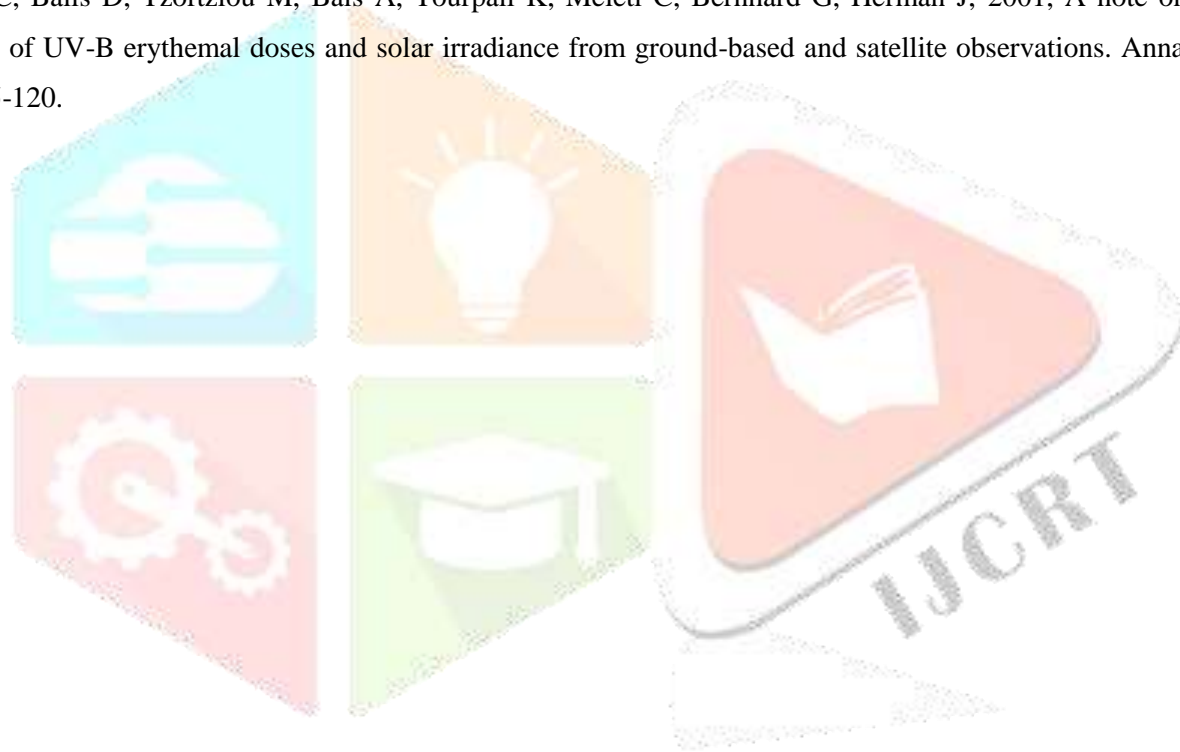 C, Balis D, Tzortziou M, Bais A, Tourpali K, Meleti C, Bernhard G, Herman J, 2001, A note on
of UV-B erythemal doses and solar irradiance from ground-based and satellite observations. Anna
-120.
IJCRT